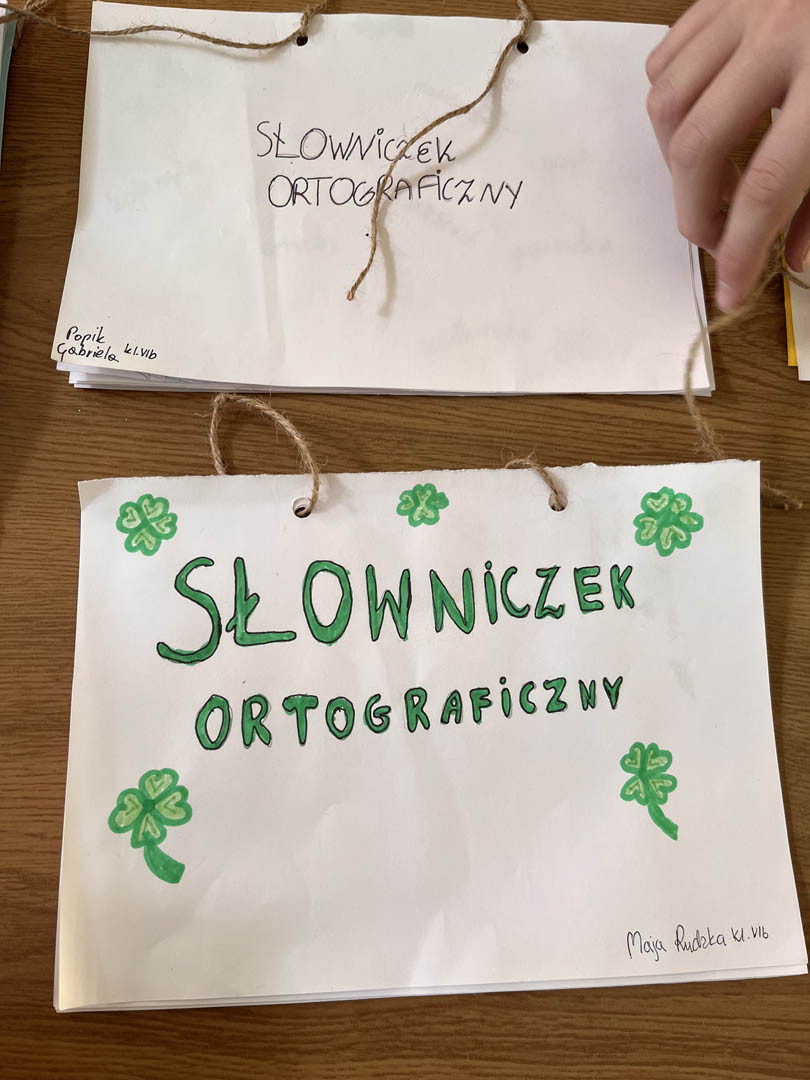 SŁOWNICZEK
ORTOGRAFICZNY
Popik
Gabriela kl.VIb
SŁOWNICZEK
ORTOGRAFICZNY
Maja Rudzka kl.VIb